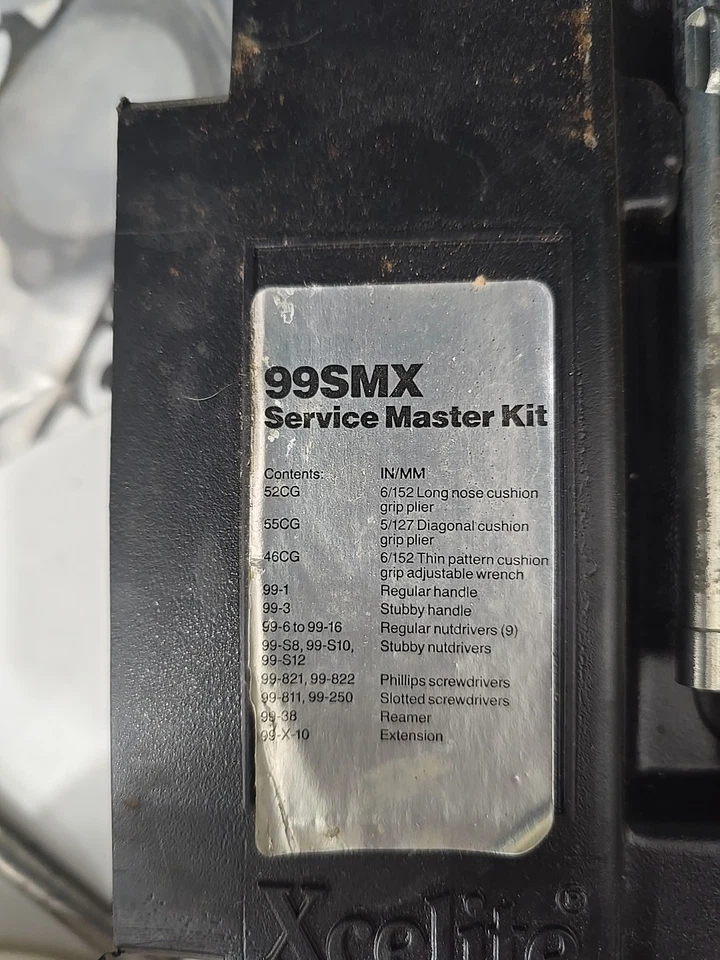 99SMX
Service Master Kit
Contents: IN/MM
52CG 6/152 Long nose cushion
grip plier
55CG 5/127 Diagonal cushion
grip plier
46CG 6/152 Thin pattern cushion
grip adjustable wrench
99-1 Regular handle
99-3 Stubby handle
99-6 to 99-16 Regular nutdrivers (9)
99-S8, 99-S10, Stubby nutdrivers
99-S12
99-821, 99-822 Phillips screwdrivers
99-811, 99-250 Slotted screwdrivers
99-38 Reamer
99-X-10 Extension
Xcelite®